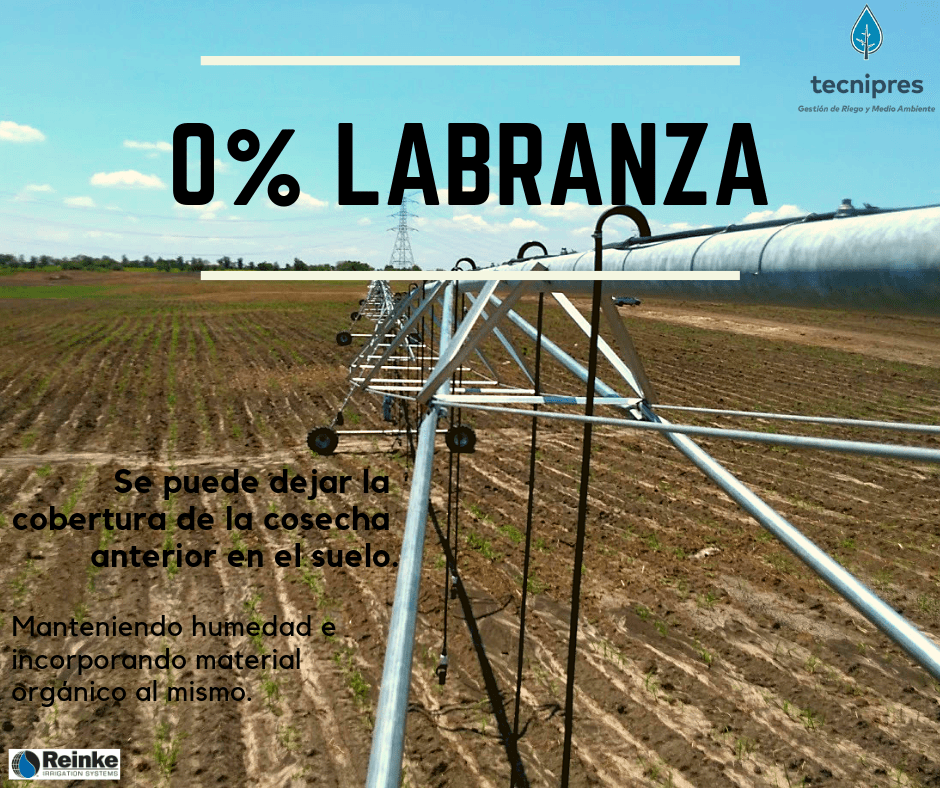 tecnipres
Gestión de Riego y Medio Ambiente
0% LABRANZA
Se puede dejar la
cobertura de la cosecha
anterior en el suelo.
Manteniendo humedad e
incorporando material
orgánico al mismo.
Reinke
IRRIGATION SYSTEMS